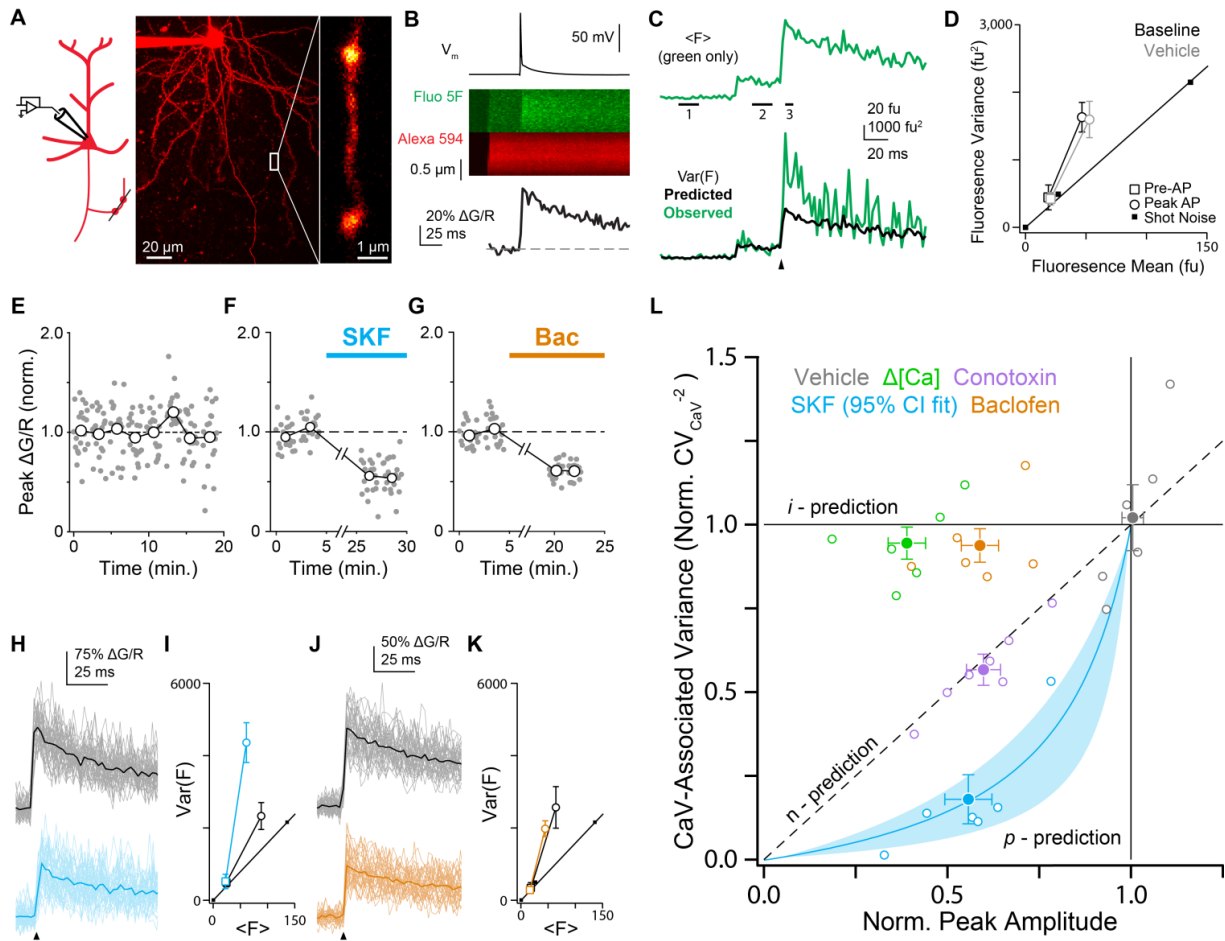 A
20 µm
1 µm
B
Vm
50 mV
Fluo 5F
Alexa 594
0.5 µm
20% ΔG/R
25 ms
C
<F>
(green only)
1
2
3
20 fu
1000 fu²
20 ms
Var(F)
Predicted
Observed
D
3,000
Baseline
Vehicle
Fluorescence Variance (fu²)
Pre-AP
Peak AP
Shot Noise
0
0
150
Fluoresence Mean (fu)
E
2.0
1.0
0
Peak ΔG/R (norm.)
0
10
20
Time (min.)
F
SKF
2.0
1.0
0
0
5
25
30
Time (min.)
G
Bac
2.0
1.0
0
0
5
20
25
Time (min.)
H
75% ΔG/R
25 ms
I
6000
Var(F)
0
0
150
<F>
J
50% ΔG/R
25 ms
K
6000
Var(F)
0
0
150
<F>
L
1.5
1.0
0.5
0.0
CaV-Associated Variance (Norm. CV CaV -2)
Vehicle Δ[Ca] Conotoxin
SKF (95% CI fit) Baclofen
i - prediction
n - prediction
p - prediction
0.0
0.5
1.0
Norm. Peak Amplitude